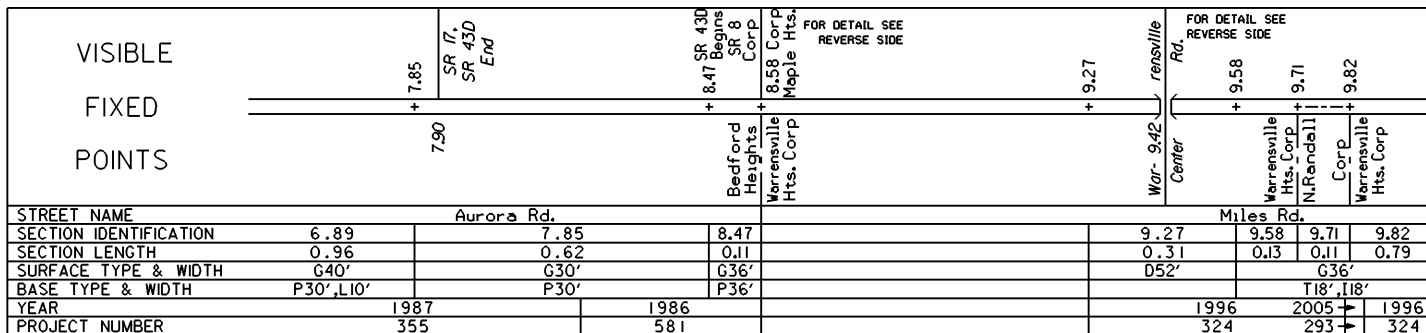 VISIBLE
FIXED
POINTS
7.85
SR 17,
SR 43D
End
7.90
8.47 SR 43D
Begins
SR 8
Corp
8.58 Corp
Maple Hts.
FOR DETAIL SEE
REVERSE SIDE
Bedford
Heights
Warrensville
Hts. Corp
9.27
War- 9.42
rensville
Center
Rd.
FOR DETAIL SEE
REVERSE SIDE
9.58
9.71
9.82
Warrensville
Hts. Corp
N.Randall
Corp
Warrensville
Hts. Corp
STREET NAME Aurora Rd. Miles Rd.
SECTION IDENTIFICATION 6.89 7.85 8.47 9.27 9.58 9.71 9.82
SECTION LENGTH 0.96 0.62 0.11 0.31 0.13 0.11 0.79
SURFACE TYPE & WIDTH G40' G30' G36' D52' G36'
BASE TYPE & WIDTH P30',L10' P30' P36' T18',I18'
YEAR 1987 1986 1996 2005 1996
PROJECT NUMBER 355 581 324 293 324